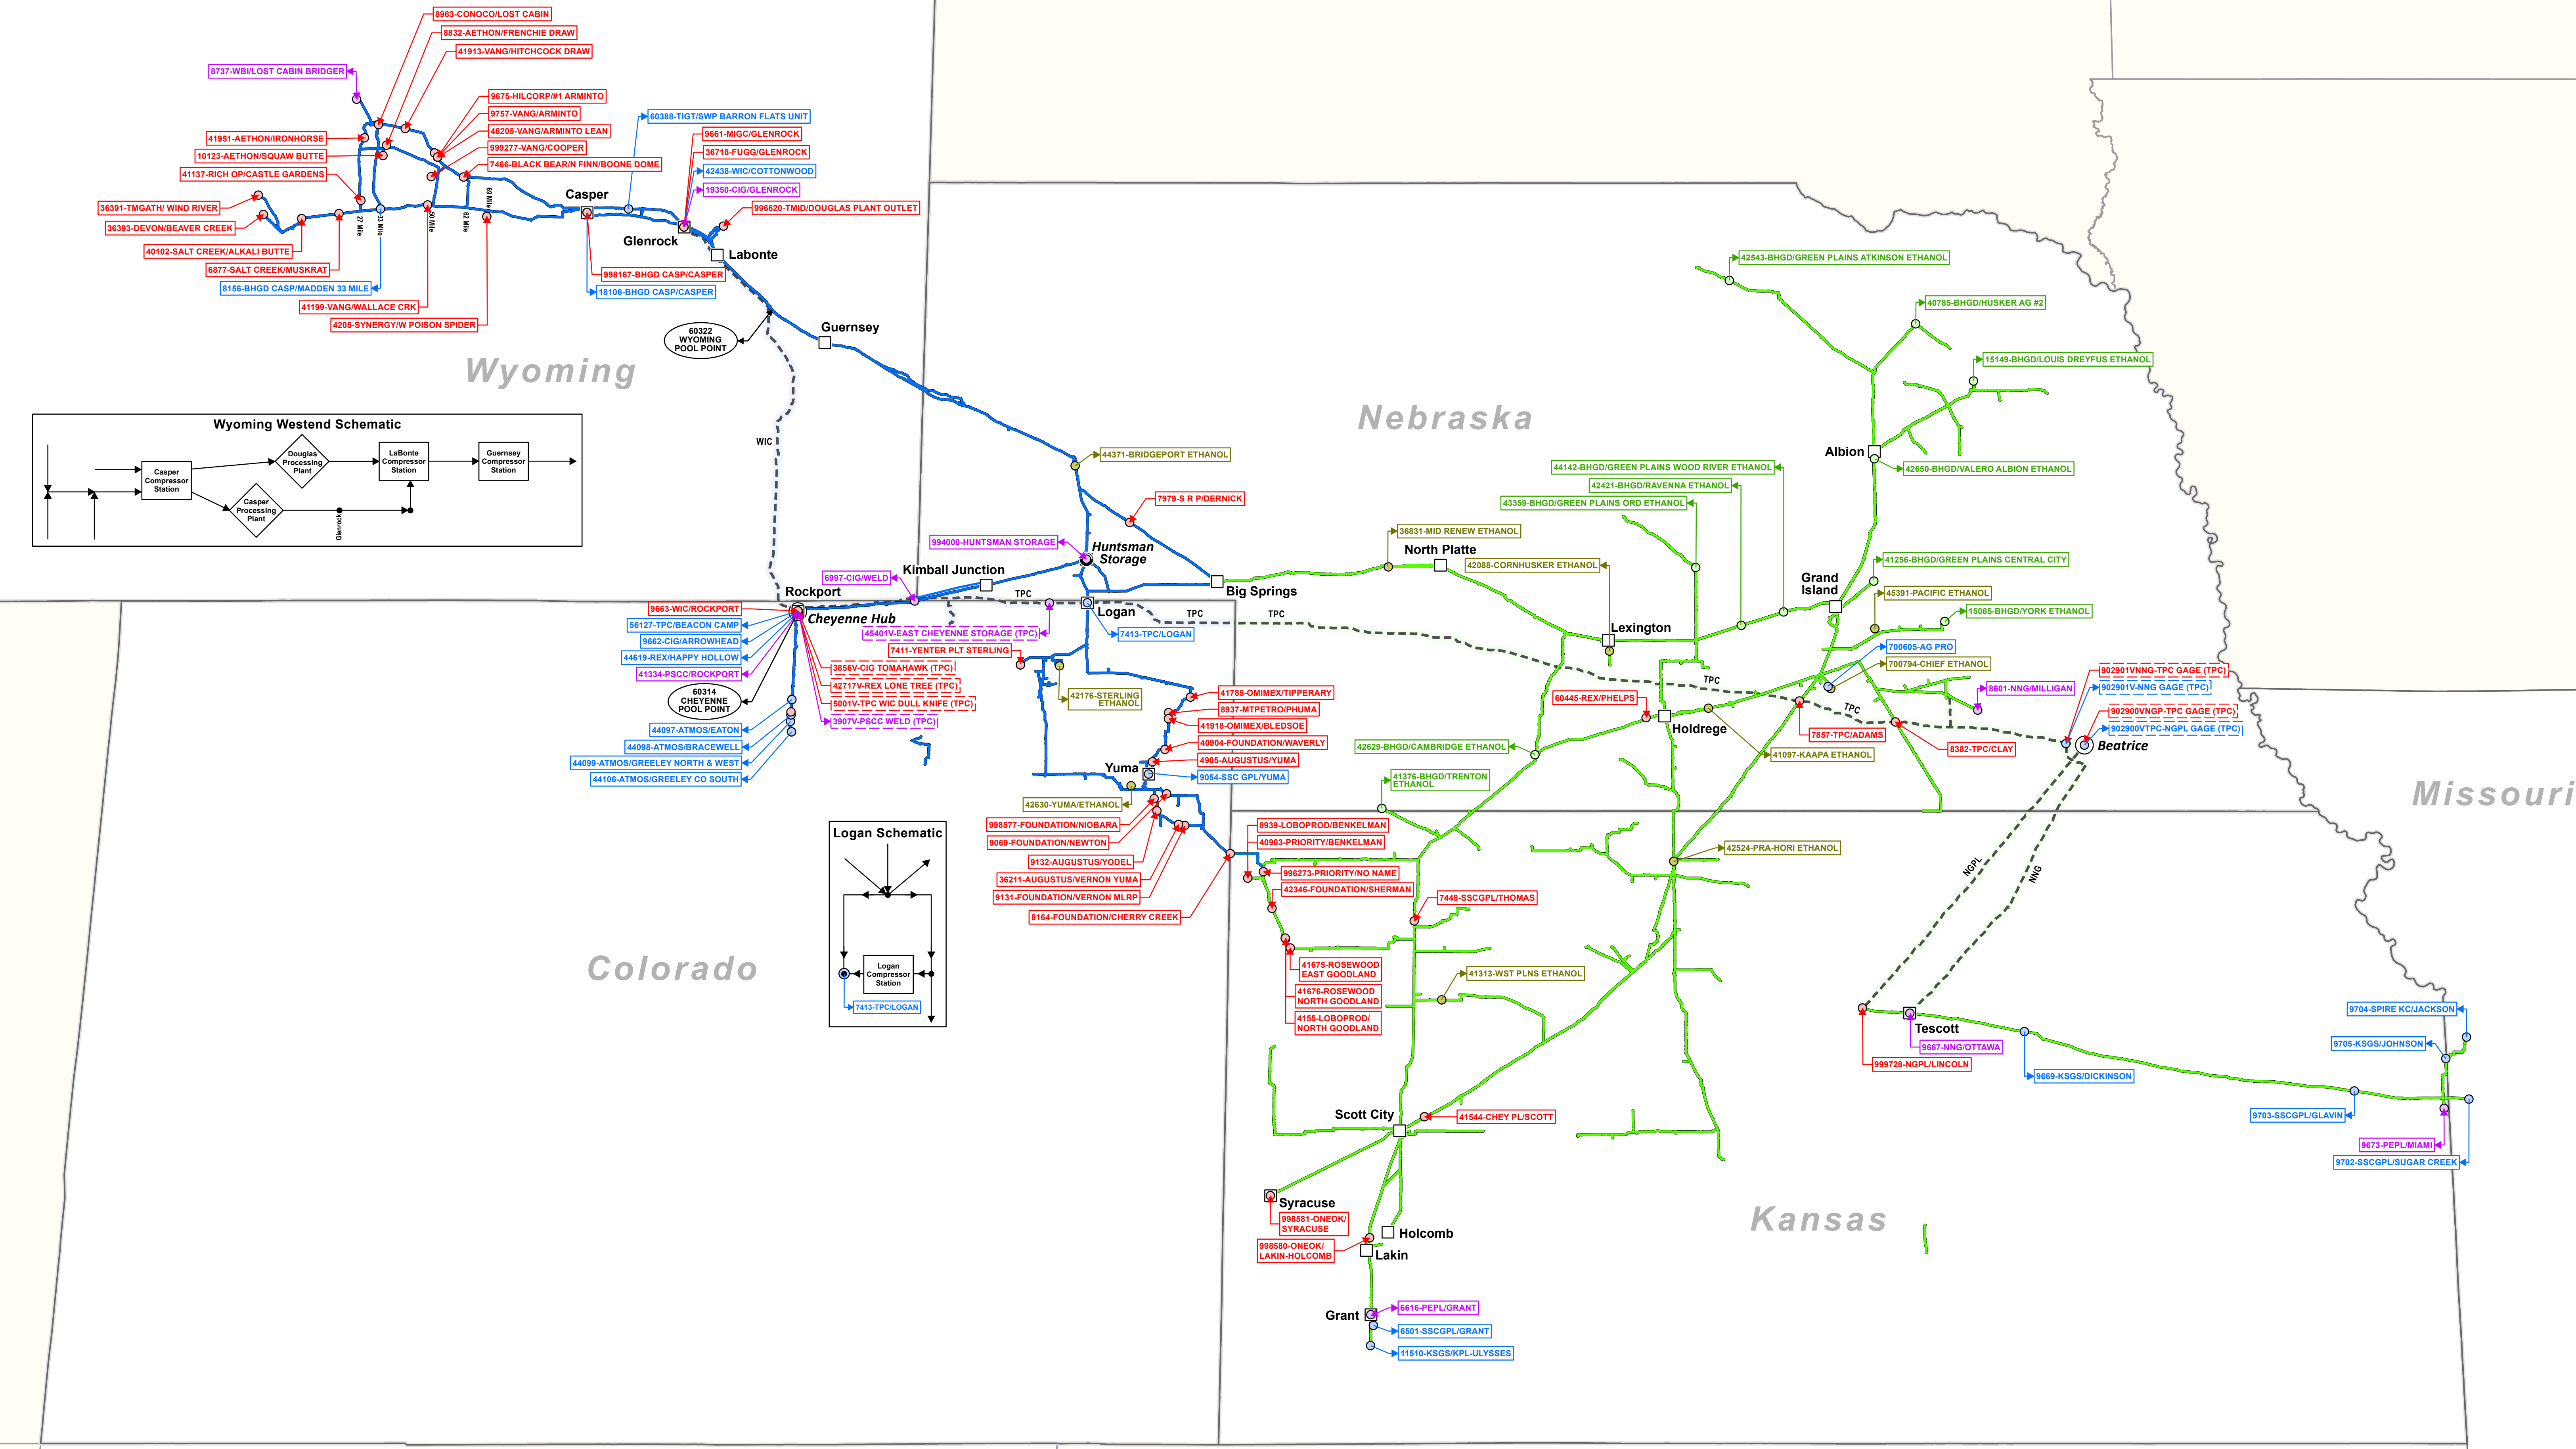 8963-CONOCO/LOST CABIN
8832-AETHON/FRENCHIE DRAW
41913-VANG/HITCHCOCK DRAW
8737-WBI/LOST CABIN BRIDGER
9675-HILCORP/#1 ARMINTO
9757-VANG/ARMINTO
46205-VANG/ARMINTO LEAN
999277-VANG/COOPER
7466-BLACK BEAR/N FINN/BOONE DOME
41951-AETHON/IRONHORSE
10123-AETHON/SQUAW BUTTE
41137-RICH OP/CASTLE GARDENS
36391-TMGATH/ WIND RIVER
36393-DEVON/BEAVER CREEK
40102-SALT CREEK/ALKALI BUTTE
6877-SALT CREEK/MUSKRAT
8156-BHGD CASP/MADDEN 33 MILE
41199-VANG/WALLACE CRK
4205-SYNERGY/W POISON SPIDER
27 Mile
33 Mile
50 Mile
62 Mile
69 Mile
60388-TIGT/SWP BARRON FLATS UNIT
9661-MIGC/GLENROCK
36718-FUGG/GLENROCK
42438-WIC/COTTONWOOD
19350-CIG/GLENROCK
996620-TMID/DOUGLAS PLANT OUTLET
Casper
Glenrock
Labonte
998167-BHGD CASP/CASPER
18106-BHGD CASP/CASPER
60322
WYOMING
POOL POINT
Guernsey
Wyoming
WIC
Wyoming Westend Schematic
Casper
Compressor
Station
Douglas
Processing
Plant
Casper
Processing
Plant
Glenrock
LaBonte
Compressor
Station
Guernsey
Compressor
Station
Nebraska
42543-BHGD/GREEN PLAINS ATKINSON ETHANOL
40785-BHGD/HUSKER AG #2
15149-BHGD/LOUIS DREYFUS ETHANOL
Albion
42650-BHGD/VALERO ALBION ETHANOL
44371-BRIDGEPORT ETHANOL
7979-S R P/DERNICK
44142-BHGD/GREEN PLAINS WOOD RIVER ETHANOL
42421-BHGD/RAVENNA ETHANOL
43359-BHGD/GREEN PLAINS ORD ETHANOL
36831-MID RENEW ETHANOL
North Platte
42088-CORNHUSKER ETHANOL
994000-HUNTSMAN STORAGE
Huntsman
Storage
Kimball Junction
6997-CIG/WELD
Big Springs
Rockport
Cheyenne Hub
TPC
TPC
TPC
Logan
7413-TPC/LOGAN
45401V-EAST CHEYENNE STORAGE (TPC)
7411-YENTER PLT STERLING
9663-WIC/ROCKPORT
56127-TPC/BEACON CAMP
9662-CIG/ARROWHEAD
44619-REX/HAPPY HOLLOW
41334-PSCC/ROCKPORT
60314
CHEYENNE
POOL POINT
3856V-CIG TOMAHAWK (TPC)
42717V-REX LONE TREE (TPC)
5001V-TPC WIC DULL KNIFE (TPC)
3907V-PSCC WELD (TPC)
44097-ATMOS/EATON
44098-ATMOS/BRACEWELL
44099-ATMOS/GREELEY NORTH & WEST
44106-ATMOS/GREELEY CO SOUTH
42176-STERLING
ETHANOL
41785-OMIMEX/TIPPERARY
8937-MTPETRO/PHUMA
41918-OMIMEX/BLEDSOE
40904-FOUNDATION/WAVERLY
4905-AUGUSTUS/YUMA
Yuma
9054-SSC GPL/YUMA
42630-YUMA/ETHANOL
998577-FOUNDATION/NIOBARA
9069-FOUNDATION/NEWTON
9132-AUGUSTUS/YODEL
36211-AUGUSTUS/VERNON YUMA
9131-FOUNDATION/VERNON MLRP
8164-FOUNDATION/CHERRY CREEK
Logan Schematic
Logan
Compressor
Station
7413-TPC/LOGAN
Colorado
Grand
Island
41256-BHGD/GREEN PLAINS CENTRAL CITY
45391-PACIFIC ETHANOL
15065-BHGD/YORK ETHANOL
700605-AG PRO
700794-CHIEF ETHANOL
Lexington
TPC
TPC
60445-REX/PHELPS
Holdrege
41097-KAAPA ETHANOL
7857-TPC/ADAMS
8382-TPC/CLAY
8601-NNG/MILLIGAN
902901VNNG-TPC GAGE (TPC)
902901V-NNG GAGE (TPC)
902900VNGP-TPC GAGE (TPC)
902900VTPC-NGPL GAGE (TPC)
Beatrice
Missouri
42629-BHGD/CAMBRIDGE ETHANOL
41376-BHGD/TRENTON
ETHANOL
8939-LOBOPROD/BENKELMAN
40963-PRIORITY/BENKELMAN
996273-PRIORITY/NO NAME
42346-FOUNDATION/SHERMAN
7448-SSCGPL/THOMAS
42524-PRA-HORI ETHANOL
NGPL
NNG
41675-ROSEWOOD
EAST GOODLAND
41676-ROSEWOOD
NORTH GOODLAND
4155-LOBOPROD/
NORTH GOODLAND
41313-WST PLNS ETHANOL
Tescott
9667-NNG/OTTAWA
999728-NGPL/LINCOLN
9669-KSGS/DICKINSON
9704-SPIRE KC/JACKSON
9705-KSGS/JOHNSON
9703-SSCGPL/GLAVIN
9673-PEPL/MIAMI
9702-SSCGPL/SUGAR CREEK
Scott City
41544-CHEY PL/SCOTT
Syracuse
998581-ONEOK/
SYRACUSE
998580-ONEOK/
LAKIN-HOLCOMB
Holcomb
Lakin
Kansas
Grant
6616-PEPL/GRANT
6501-SSCGPL/GRANT
11510-KSGS/KPL-ULYSSES